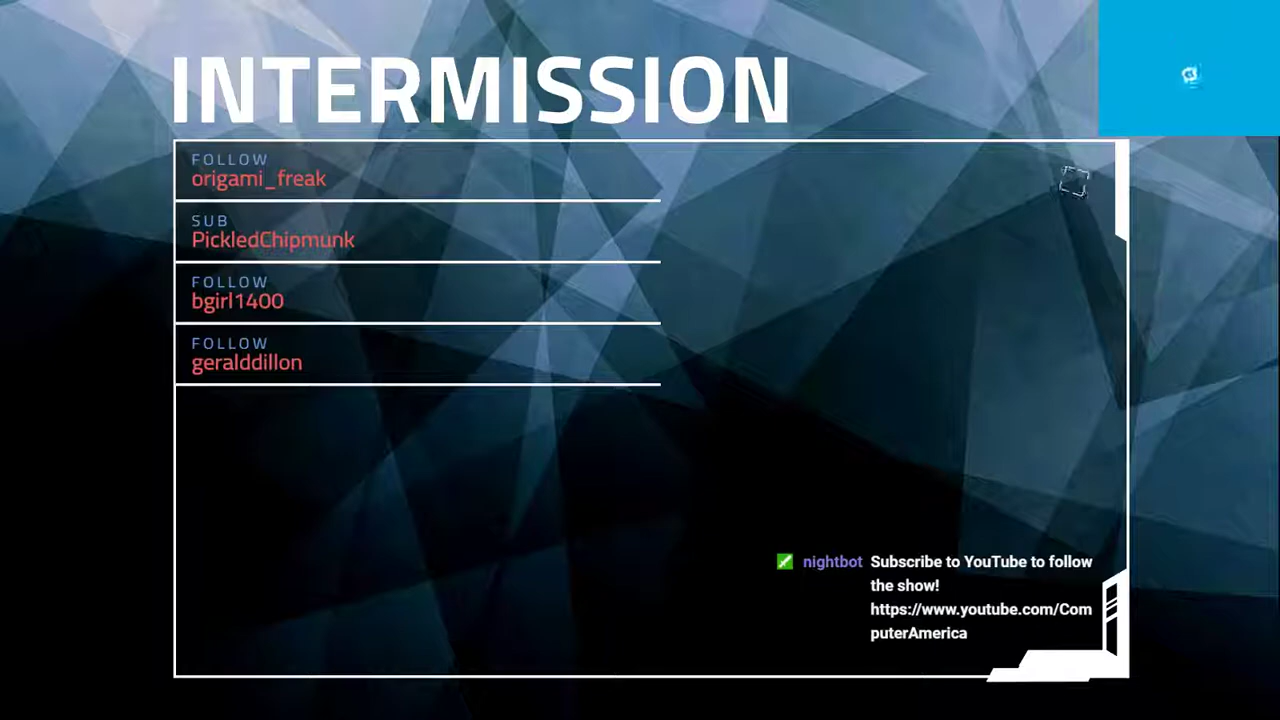 INTERMISSION
FOLLOW
origami_freak
SUB
PickledChipmunk
FOLLOW
bgirl1400
FOLLOW
geralddillon
nightbot Subscribe to YouTube to follow
the show!
https://www.youtube.com/Com
puterAmerica